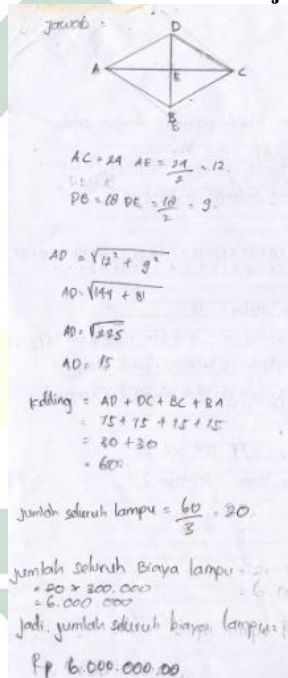 Jawab =
D
A
E
C
B
AC = 24 AE = 24/2 = 12.
DB = 18 DE = 18/2 = 9.
AD = √12² + 9²
AD = √144 + 81
AD = √225
AD = 15
Keliling = AD + DC + BC + BA
= 15 + 15 + 15 + 15
= 30 + 30
= 60
Jumlah seluruh lampu = 60/3 = 20
Jumlah seluruh Biaya lampu
= 20 x 300.000
= 6.000.000
Jadi, jumlah seluruh biaya lampu =
Rp 6.000.000,00